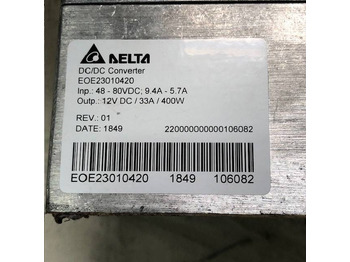 DELTA
DC/DC Converter
EOE23010420
Inp.: 48 - 80VDC; 9.4A - 5.7A
Outp.: 12V DC / 33A / 400W
REV.: 01
DATE: 1849 220000000000106082
EOE23010420 1849 106082